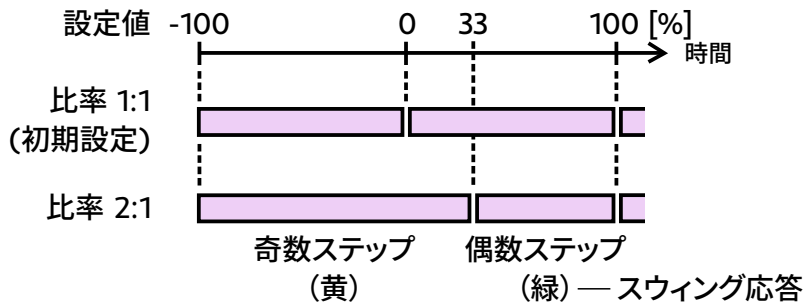 設定値 -100 0 33 100 [%]
時間
比率 1:1
(初期設定)
比率 2:1
奇数ステップ 偶数ステップ
(黄) (緑) — スウィング応答